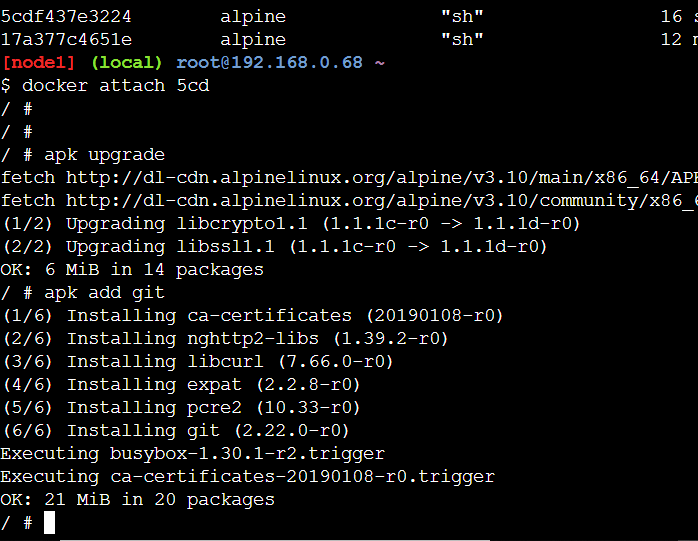 5cdf437e3224 alpine "sh" 16
17a377c4651e alpine "sh" 12
[node1] (local) root@192.168.0.68 ~
$ docker attach 5cd
/ #
/ #
/ # apk upgrade
fetch http://dl-cdn.alpinelinux.org/alpine/v3.10/main/x86_64/
fetch http://dl-cdn.alpinelinux.org/alpine/v3.10/community/x86_
(1/2) Upgrading libcrypto1.1 (1.1.1c-r0 -> 1.1.1d-r0)
(2/2) Upgrading libssl1.1 (1.1.1c-r0 -> 1.1.1d-r0)
OK: 6 MiB in 14 packages
/ # apk add git
(1/6) Installing ca-certificates (20190108-r0)
(2/6) Installing nghttp2-libs (1.39.2-r0)
(3/6) Installing libcurl (7.66.0-r0)
(4/6) Installing expat (2.2.8-r0)
(5/6) Installing pcre2 (10.33-r0)
(6/6) Installing git (2.22.0-r0)
Executing busybox-1.30.1-r2.trigger
Executing ca-certificates-20190108-r0.trigger
OK: 21 MiB in 20 packages
/ #